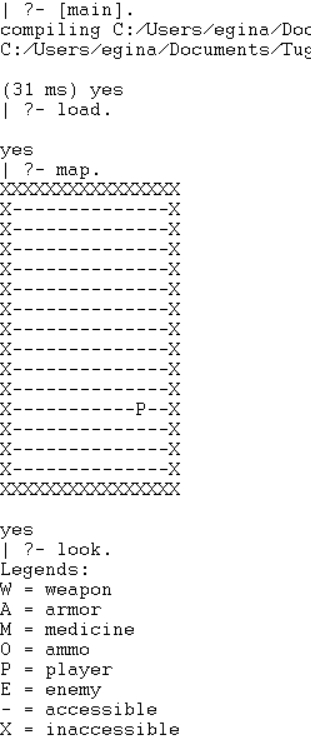 | ?- [main].
compiling C:/Users/egina/Doc
C:/Users/egina/Documents/Tug
(31 ms) yes
| ?- load.
yes
| ?- map.
XXXXXXXXXXXXXXXX
X--------------X
X--------------X
X--------------X
X--------------X
X--------------X
X--------------X
X--------------X
X--------------X
X--------------X
X--------------X
X-----------P--X
X--------------X
X--------------X
X--------------X
XXXXXXXXXXXXXXXX
yes
| ?- look.
Legends:
W = weapon
A = armor
M = medicine
O = ammo
P = player
E = enemy
- = accessible
X = inaccessible